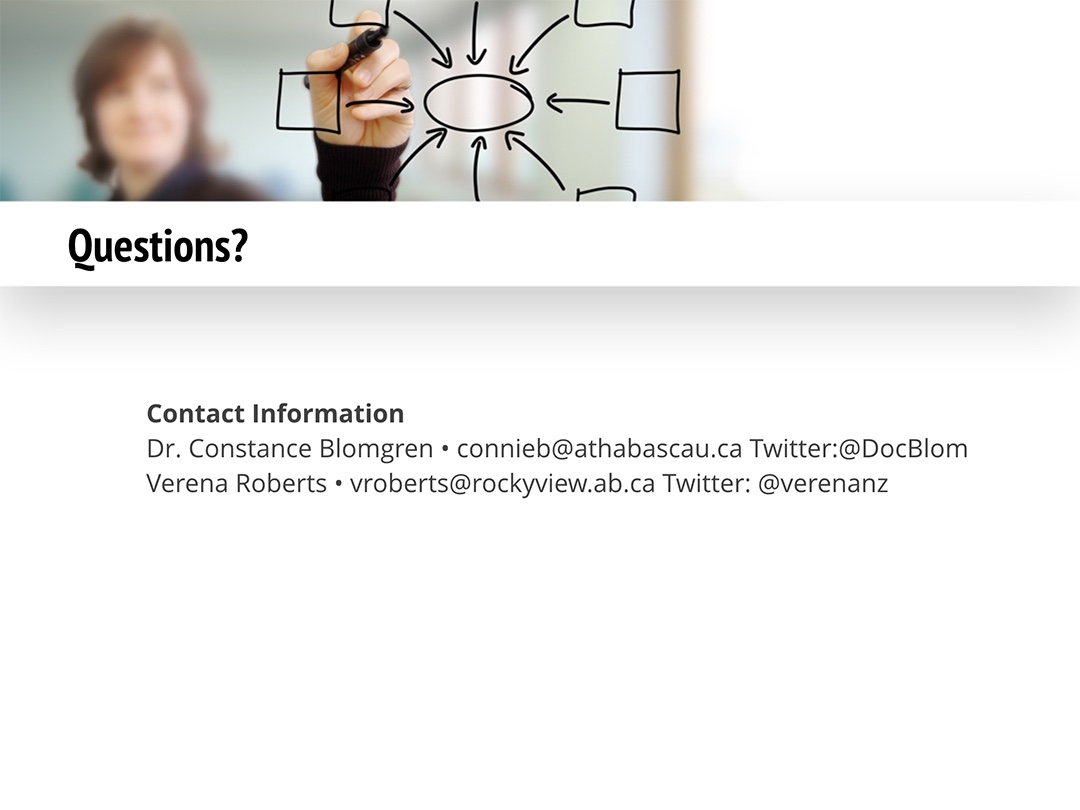 Questions?
Contact Information
Dr. Constance Blomgren • connieb@athabascau.ca Twitter:@DocBlom
Verena Roberts • vroberts@rockyview.ab.ca Twitter: @verenanz